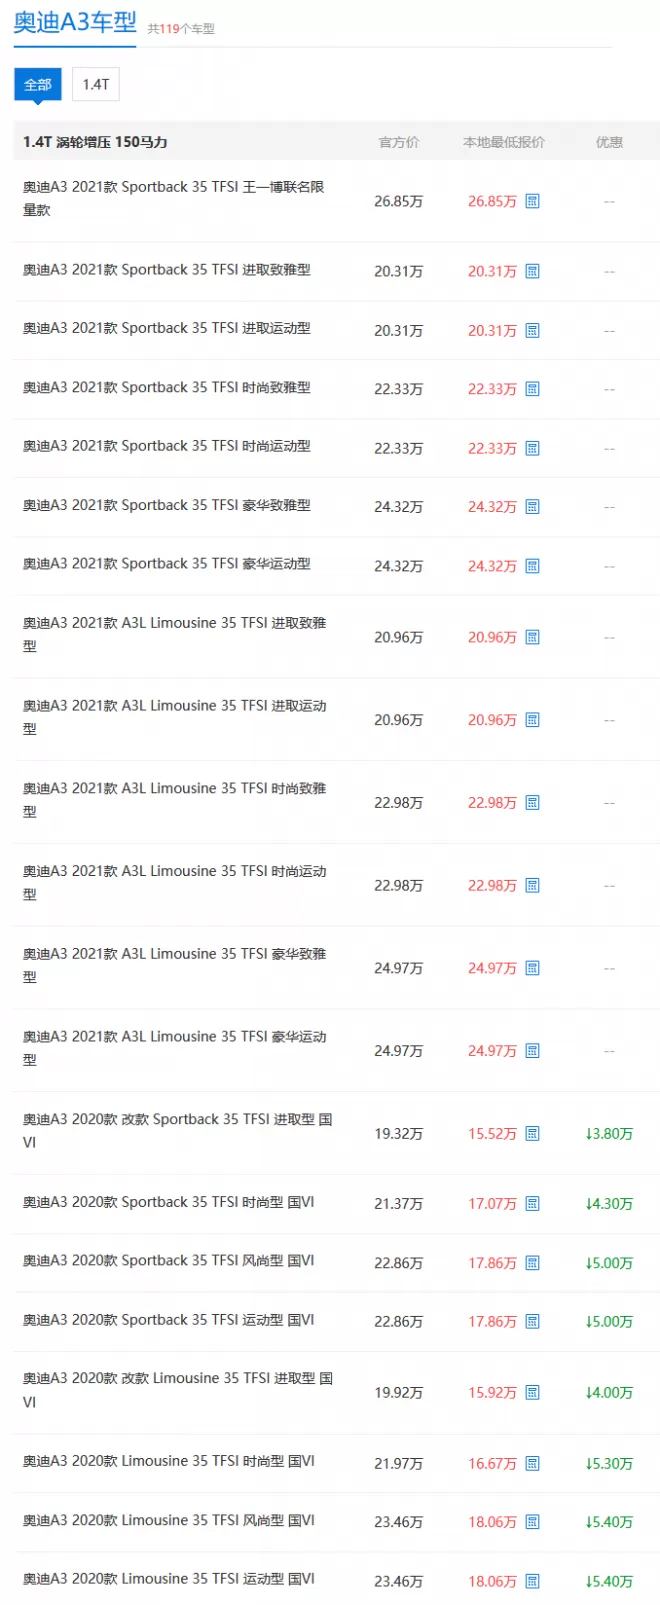 奥迪A3车型 共119个车型
全部 1.4T
1.4T 涡轮增压 150马力 官方价 本地最低报价 优惠
奥迪A3 2021款 Sportback 35 TFSI 王一博联名限
量款
26.85万 26.85万 --
奥迪A3 2021款 Sportback 35 TFSI 进取致雅型 20.31万 20.31万 --
奥迪A3 2021款 Sportback 35 TFSI 进取运动型 20.31万 20.31万 --
奥迪A3 2021款 Sportback 35 TFSI 时尚致雅型 22.33万 22.33万 --
奥迪A3 2021款 Sportback 35 TFSI 时尚运动型 22.33万 22.33万 --
奥迪A3 2021款 Sportback 35 TFSI 豪华致雅型 24.32万 24.32万 --
奥迪A3 2021款 Sportback 35 TFSI 豪华运动型 24.32万 24.32万 --
奥迪A3 2021款 A3L Limousine 35 TFSI 进取致雅
型
20.96万 20.96万 --
奥迪A3 2021款 A3L Limousine 35 TFSI 进取运动
型
20.96万 20.96万 --
奥迪A3 2021款 A3L Limousine 35 TFSI 时尚致雅
型
22.98万 22.98万 --
奥迪A3 2021款 A3L Limousine 35 TFSI 时尚运动
型
22.98万 22.98万 --
奥迪A3 2021款 A3L Limousine 35 TFSI 豪华致雅
型
24.97万 24.97万 --
奥迪A3 2021款 A3L Limousine 35 TFSI 豪华运动
型
24.97万 24.97万 --
奥迪A3 2020款 改款 Sportback 35 TFSI 进取型 国
VI
19.32万 15.52万 ↓3.80万
奥迪A3 2020款 Sportback 35 TFSI 时尚型 国VI 21.37万 17.07万 ↓4.30万
奥迪A3 2020款 Sportback 35 TFSI 风尚型 国VI 22.86万 17.86万 ↓5.00万
奥迪A3 2020款 Sportback 35 TFSI 运动型 国VI 22.86万 17.86万 ↓5.00万
奥迪A3 2020款 改款 Limousine 35 TFSI 进取型 国
VI
19.92万 15.92万 ↓4.00万
奥迪A3 2020款 Limousine 35 TFSI 时尚型 国VI 21.97万 16.67万 ↓5.30万
奥迪A3 2020款 Limousine 35 TFSI 风尚型 国VI 23.46万 18.06万 ↓5.40万
奥迪A3 2020款 Limousine 35 TFSI 运动型 国VI 23.46万 18.06万 ↓5.40万